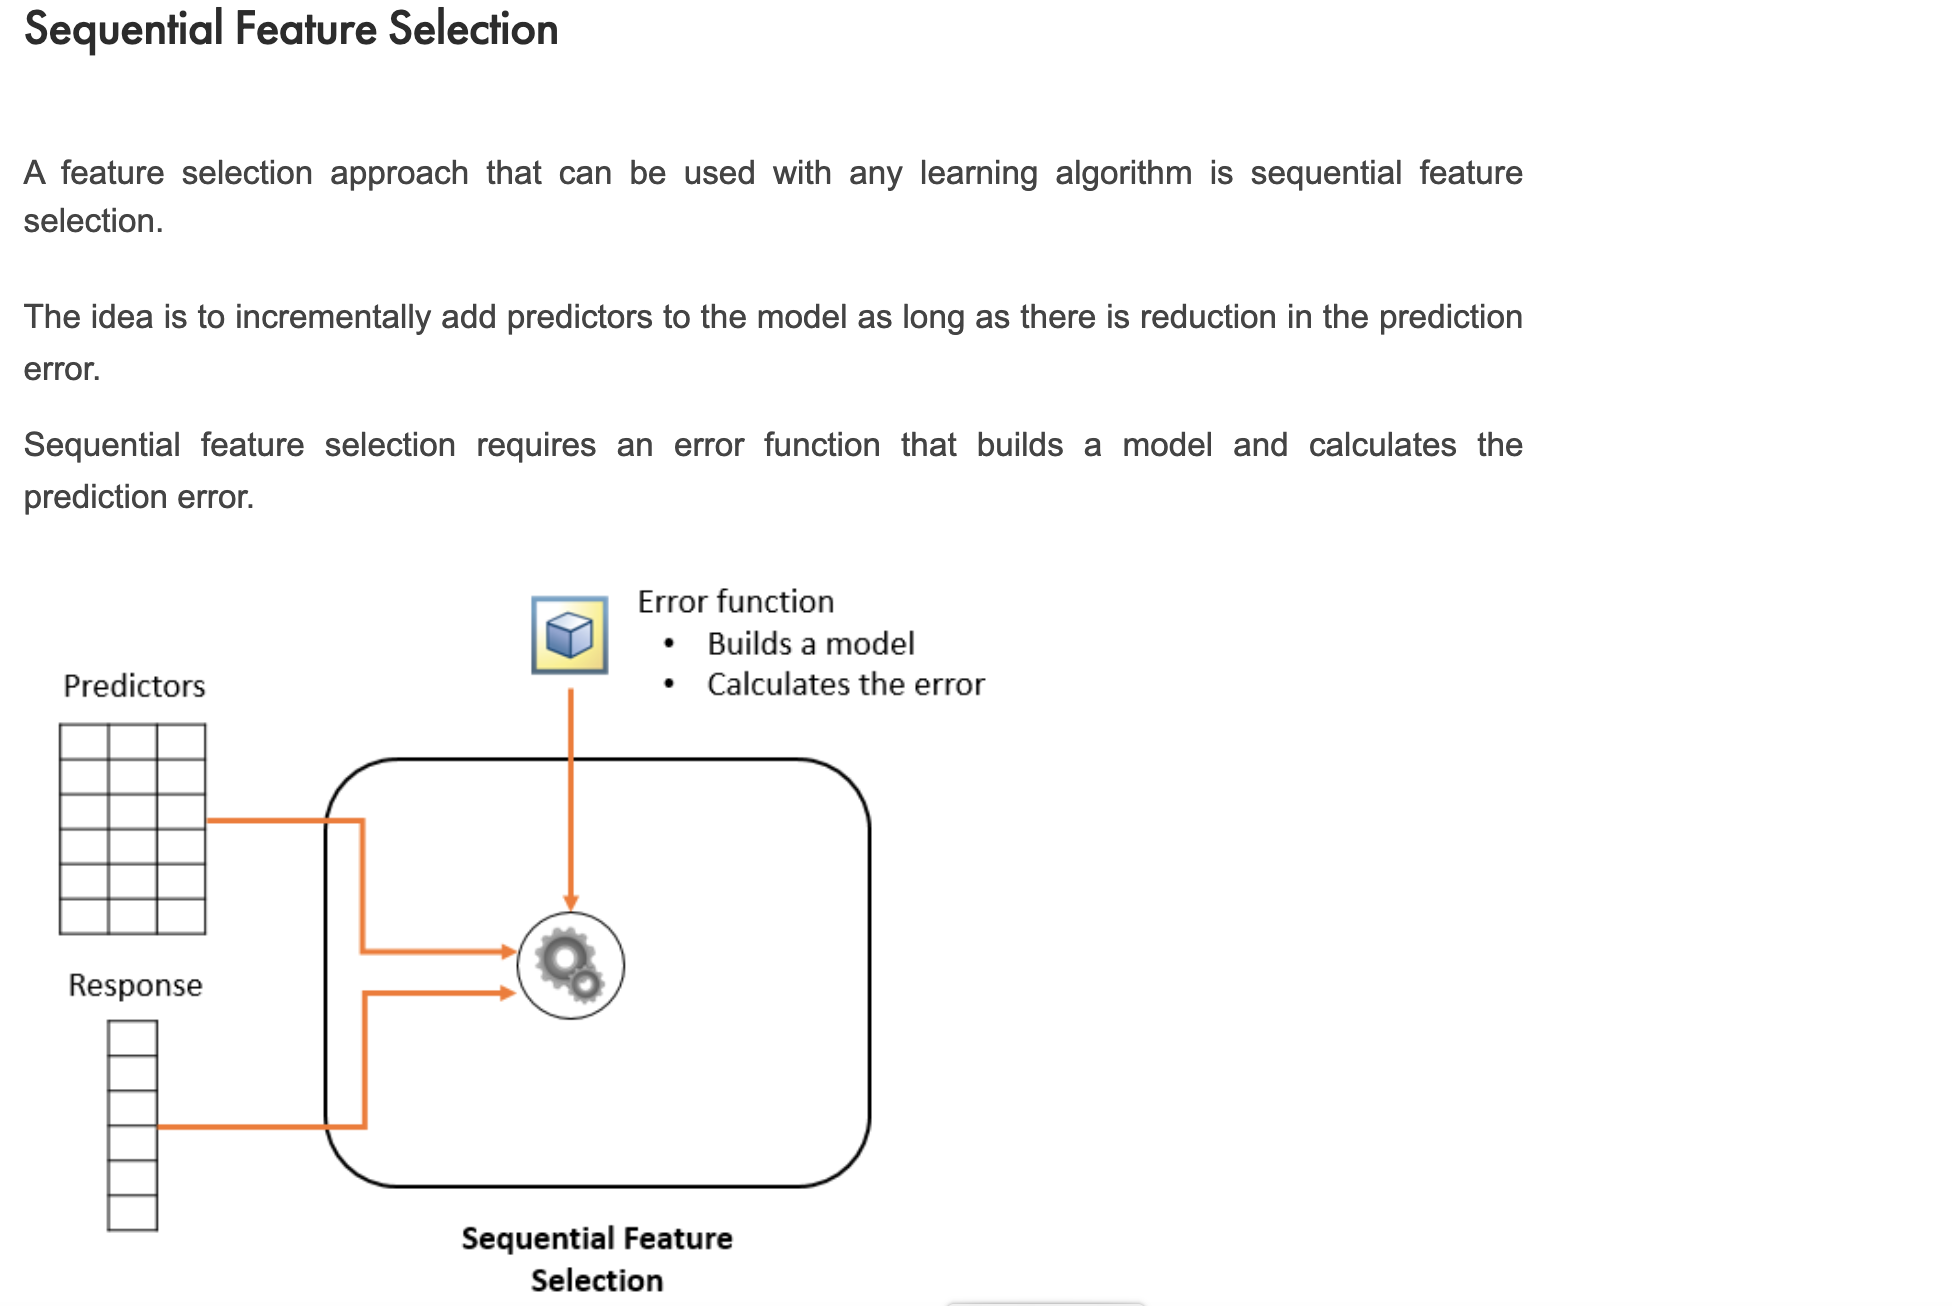 Sequential Feature Selection
A feature selection approach that can be used with any learning algorithm is sequential feature
selection.
The idea is to incrementally add predictors to the model as long as there is reduction in the prediction
error.
Sequential feature selection requires an error function that builds a model and calculates the
prediction error.
Error function
• Builds a model
• Calculates the error
Predictors
Response
Sequential Feature
Selection